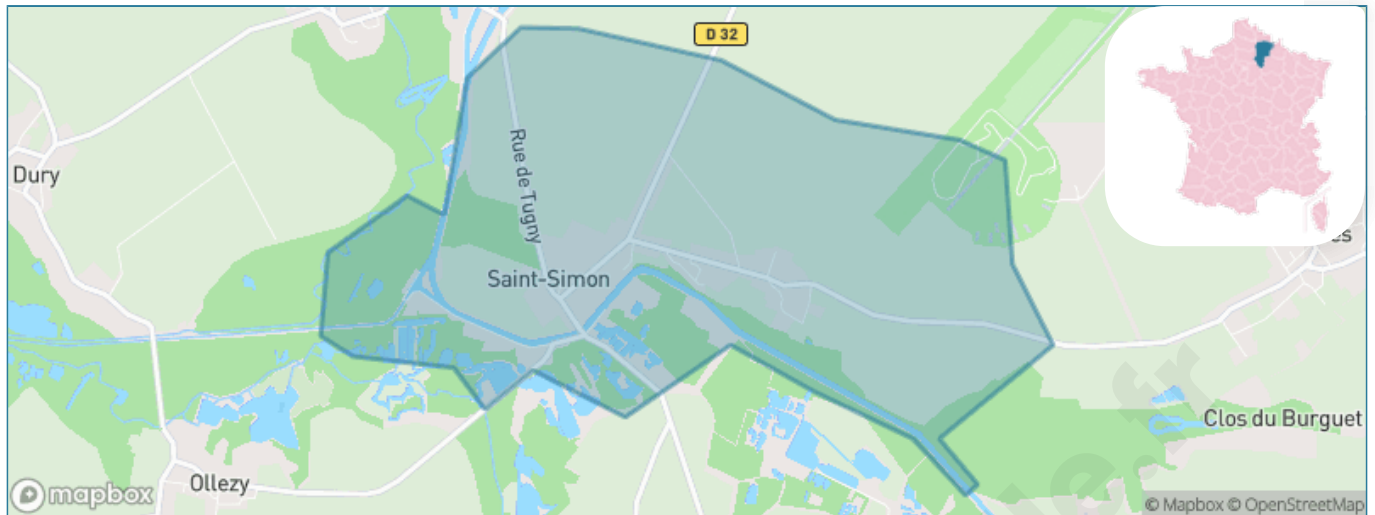 D 32
Rue de Tugny
Dury
Saint-Simon
Clos du Burguet
Ollezy
mapbox
© Mapbox © OpenStreetMap